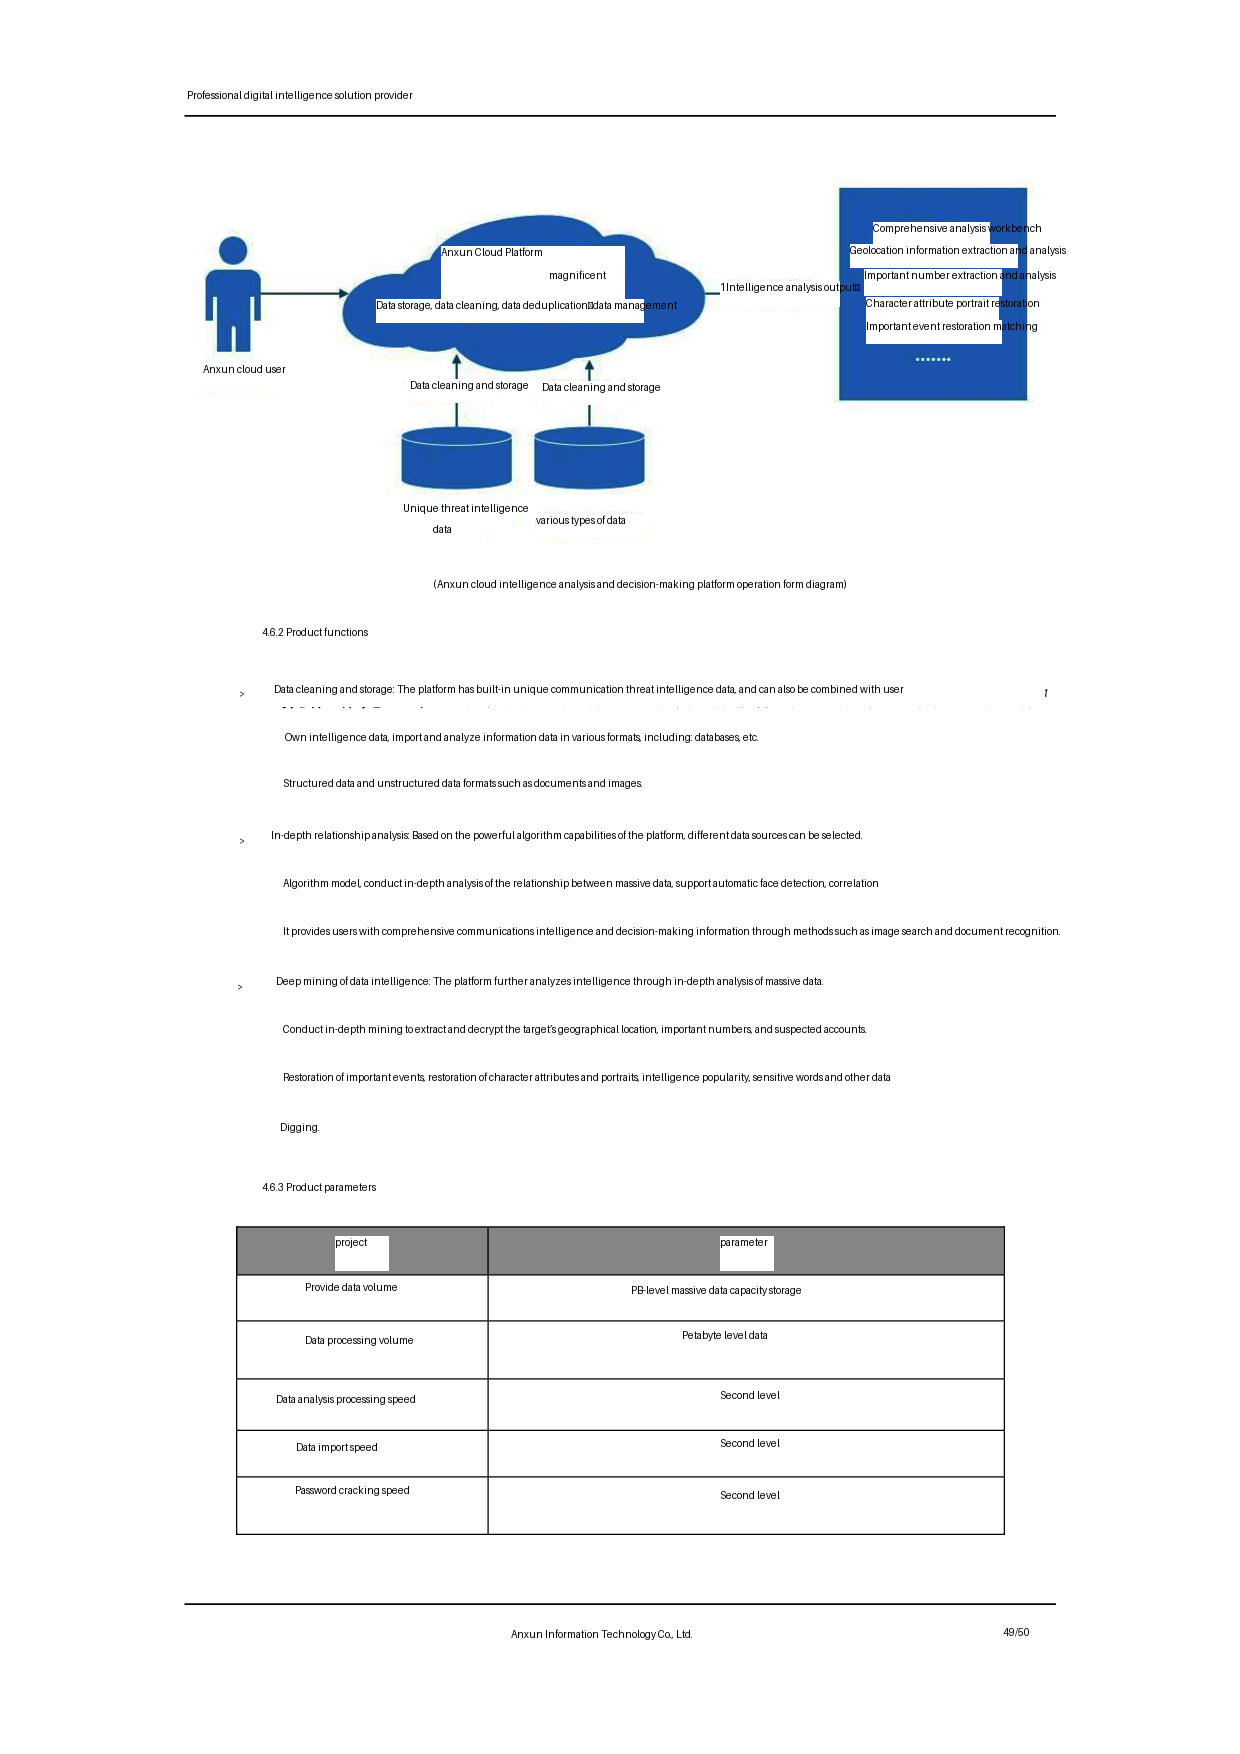 Professional digital intelligence solution provider
Comprehensive analysis workbench
Anxun Cloud Platform
Geolocation information extraction and analysis
magnificent
Important number extraction and analysis
1Intelligence analysis output
Data storage, data cleaning, data deduplication data management
Character attribute portrait restoration
Important event restoration matching
.......
Anxun cloud user
Data cleaning and storage
Data cleaning and storage
Unique threat intelligence
data
various types of data
(Anxun cloud intelligence analysis and decision-making platform operation form diagram)
4.6.2 Product functions
> Data cleaning and storage: The platform has built-in unique communication threat intelligence data, and can also be combined with user 1
Own intelligence data, import and analyze information data in various formats, including: databases, etc.
Structured data and unstructured data formats such as documents and images.
> In-depth relationship analysis: Based on the powerful algorithm capabilities of the platform, different data sources can be selected.
Algorithm model, conduct in-depth analysis of the relationship between massive data, support automatic face detection, correlation
It provides users with comprehensive communications intelligence and decision-making information through methods such as image search and document recognition.
> Deep mining of data intelligence: The platform further analyzes intelligence through in-depth analysis of massive data.
Conduct in-depth mining to extract and decrypt the target's geographical location, important numbers, and suspected accounts.
Restoration of important events, restoration of character attributes and portraits, intelligence popularity, sensitive words and other data
Digging.
4.6.3 Product parameters
project parameter
Provide data volume PB-level massive data capacity storage
Data processing volume Petabyte level data
Data analysis processing speed Second level
Data import speed Second level
Password cracking speed Second level
Anxun Information Technology Co., Ltd. 49/50